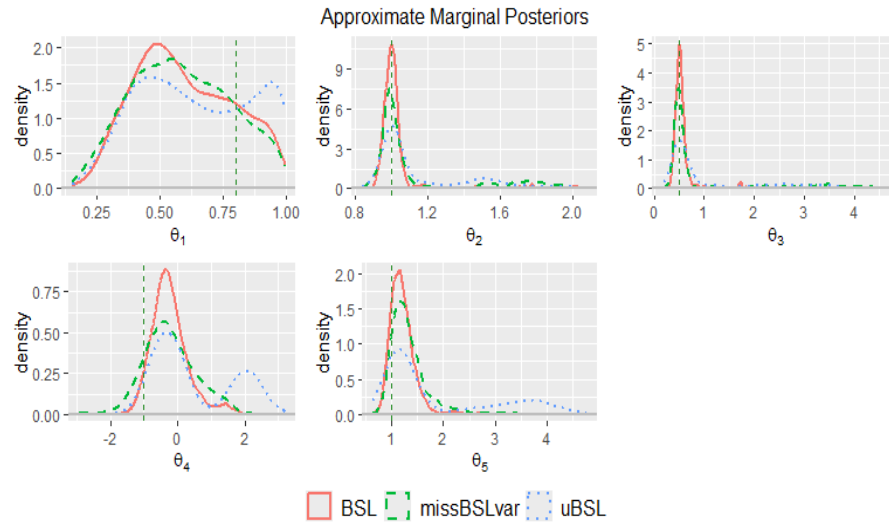 Approximate Marginal Posteriors
density
2.0
1.5
1.0
0.5
0.0
0.25 0.50 0.75 1.00
θ1
density
9
6
3
0
0.8 1.2 1.6 2.0
θ2
density
5
4
3
2
1
0
0 1 2 3 4
θ3
density
0.75
0.50
0.25
0.00
-2 0 2
θ4
density
2.0
1.5
1.0
0.5
0.0
1 2 3 4
θ5
BSL missBSLvar uBSL